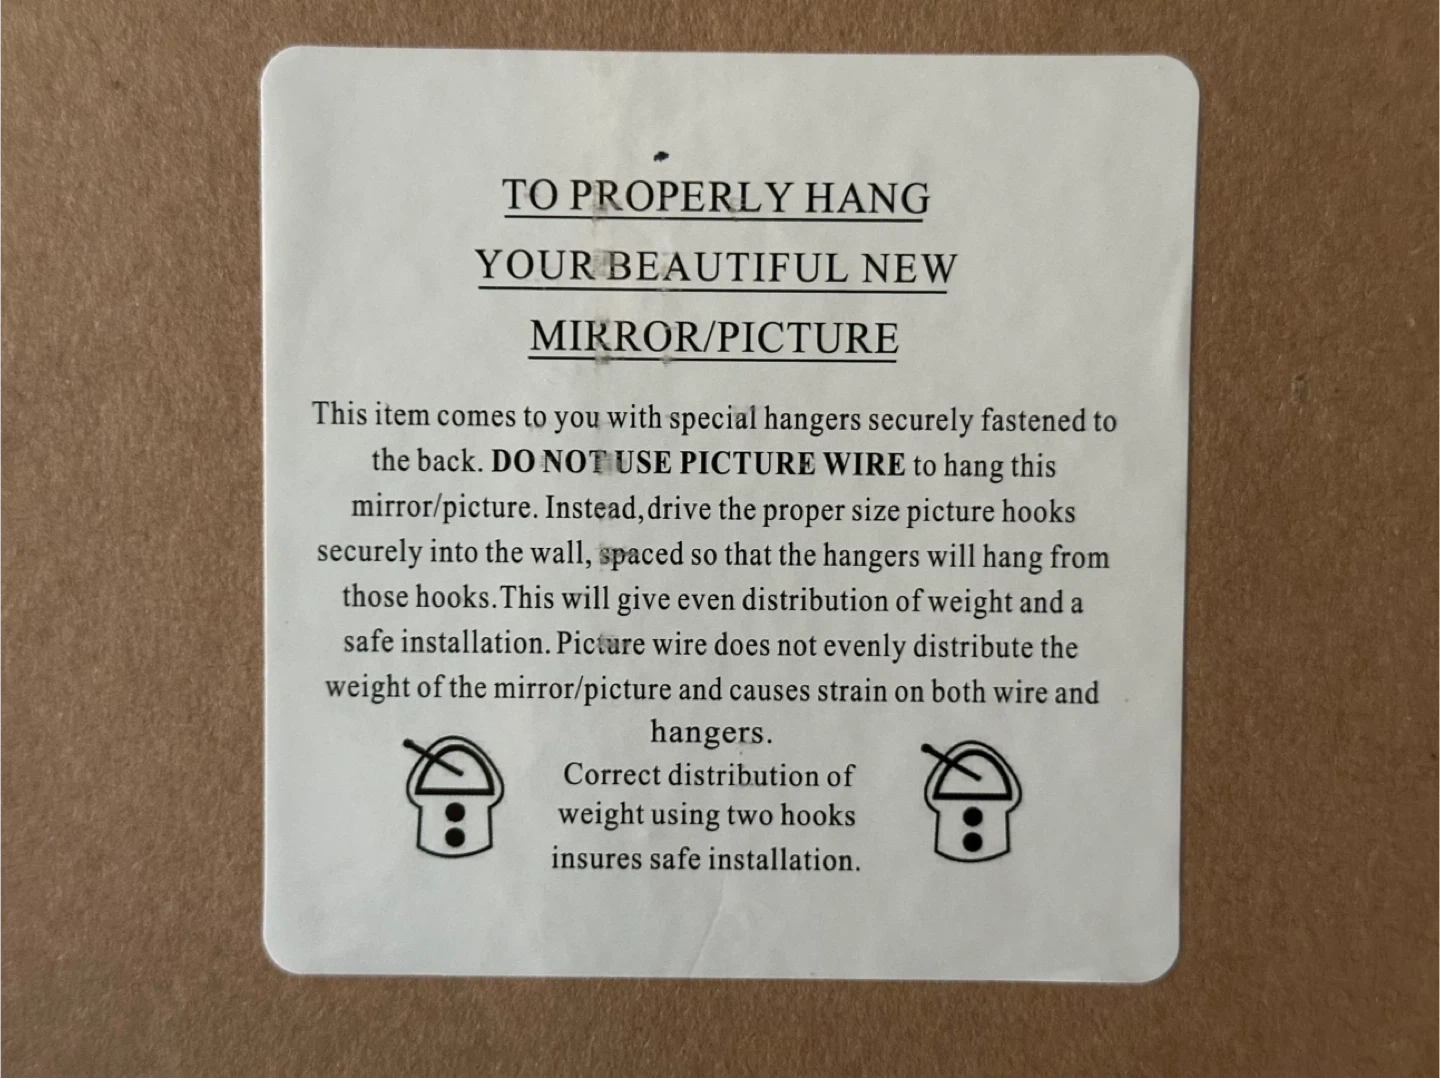 TO PROPERLY HANG
YOUR BEAUTIFUL NEW
MIRROR/PICTURE
This item comes to you with special hangers securely fastened to
the back. DO NOT USE PICTURE WIRE to hang this
mirror/picture. Instead,drive the proper size picture hooks
securely into the wall, spaced so that the hangers will hang from
those hooks.This will give even distribution of weight and a
safe installation. Picture wire does not evenly distribute the
weight of the mirror/picture and causes strain on both wire and
hangers.
Correct distribution of
weight using two hooks
insures safe installation.